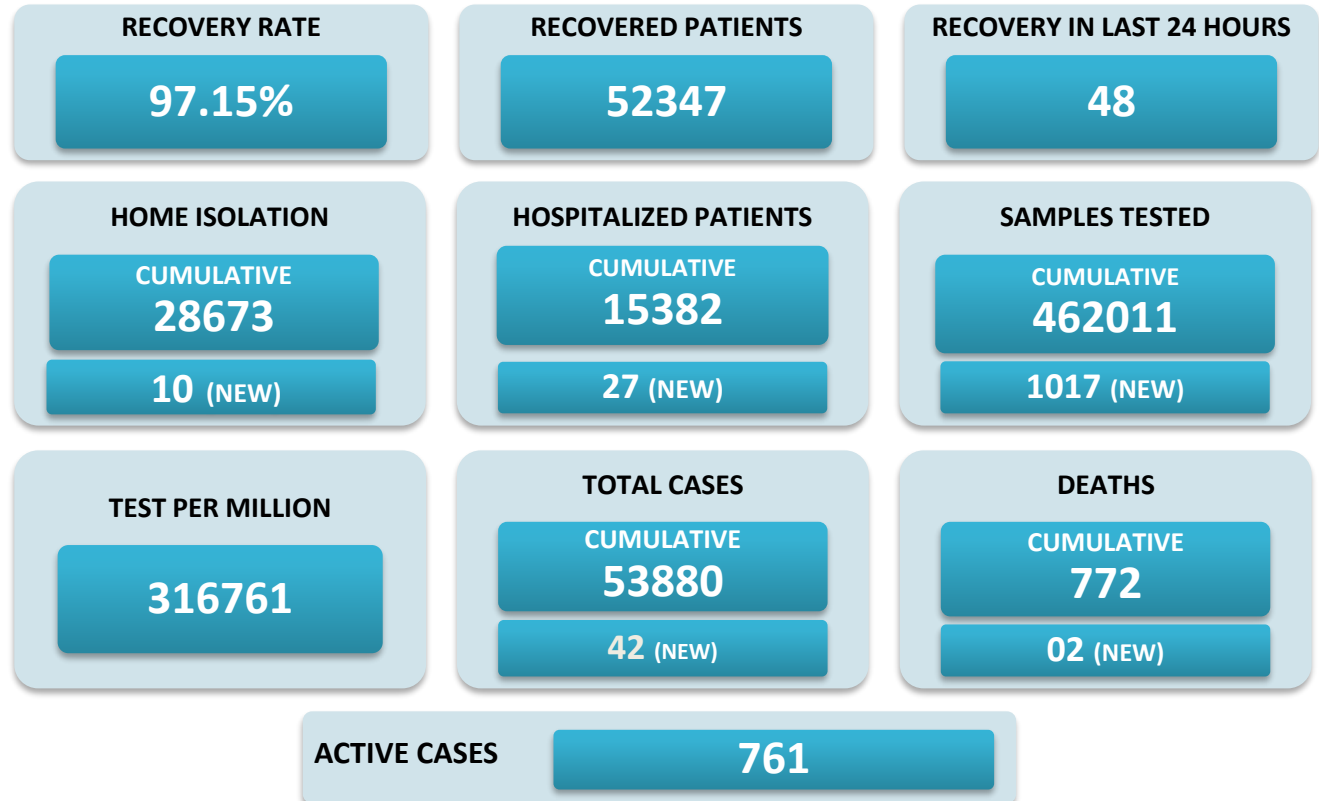 RECOVERY RATE
97.15%
RECOVERED PATIENTS
52347
RECOVERY IN LAST 24 HOURS
48
HOME ISOLATION
CUMULATIVE
28673
10 (NEW)
HOSPITALIZED PATIENTS
CUMULATIVE
15382
27 (NEW)
SAMPLES TESTED
CUMULATIVE
462011
1017 (NEW)
TEST PER MILLION
316761
TOTAL CASES
CUMULATIVE
53880
42 (NEW)
DEATHS
CUMULATIVE
772
02 (NEW)
ACTIVE CASES
761